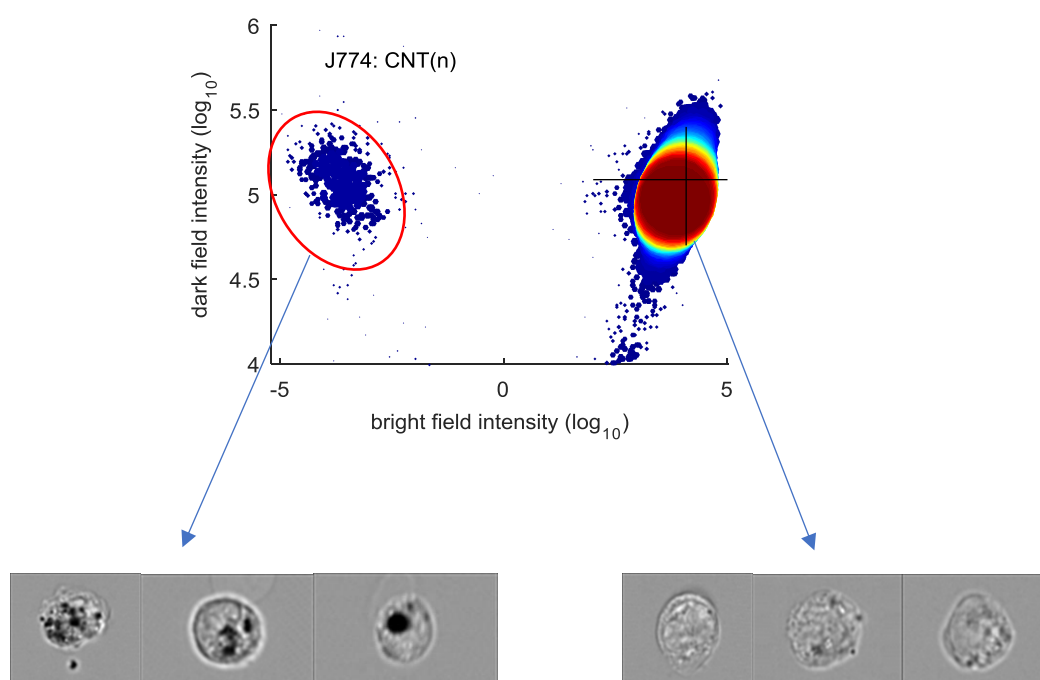 6
J774: CNT(n)
5.5
5
4.5
4
dark field intensity (log10)
-5 0 5
bright field intensity (log10)